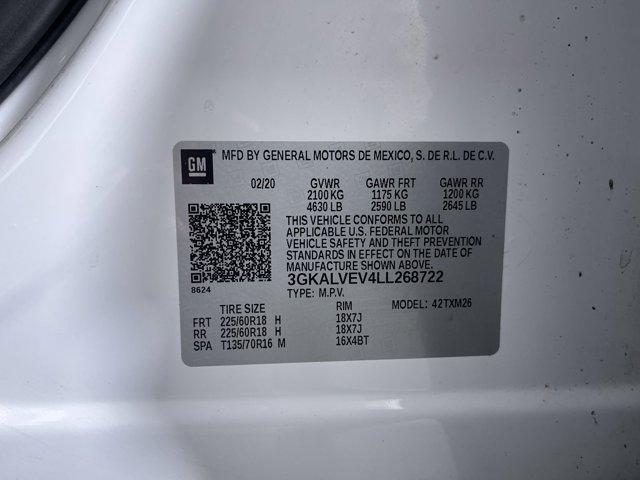 GM MFD BY GENERAL MOTORS DE MEXICO, S. DE R.L. DE C.V.
02/20 GVWR GAWR FRT GAWR RR
2100 KG 1175 KG 1200 KG
4630 LB 2590 LB 2645 LB
THIS VEHICLE CONFORMS TO ALL
APPLICABLE U.S. FEDERAL MOTOR
VEHICLE SAFETY AND THEFT PREVENTION
STANDARDS IN EFFECT ON THE DATE OF
MANUFACTURE SHOWN ABOVE.
3GKALVEV4LL268722
8624 TYPE: M.P.V.
TIRE SIZE RIM MODEL: 42TXM26
FRT 225/60R18 H 18X7J
RR 225/60R18 H 18X7J
SPA T135/70R16 M 16X4BT